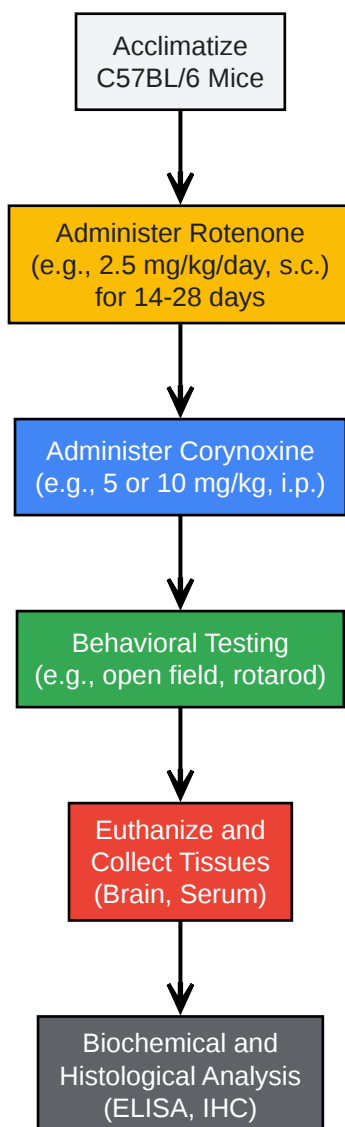 Acclimatize
C57BL/6 Mice
Administer Rotenone
(e.g., 2.5 mg/kg/day, s.c.)
for 14-28 days
Administer Corynoxine
(e.g., 5 or 10 mg/kg, i.p.)
Behavioral Testing
(e.g., open field, rotarod)
Euthanize and
Collect Tissues
(Brain, Serum)
Biochemical and
Histological Analysis
(ELISA, IHC)